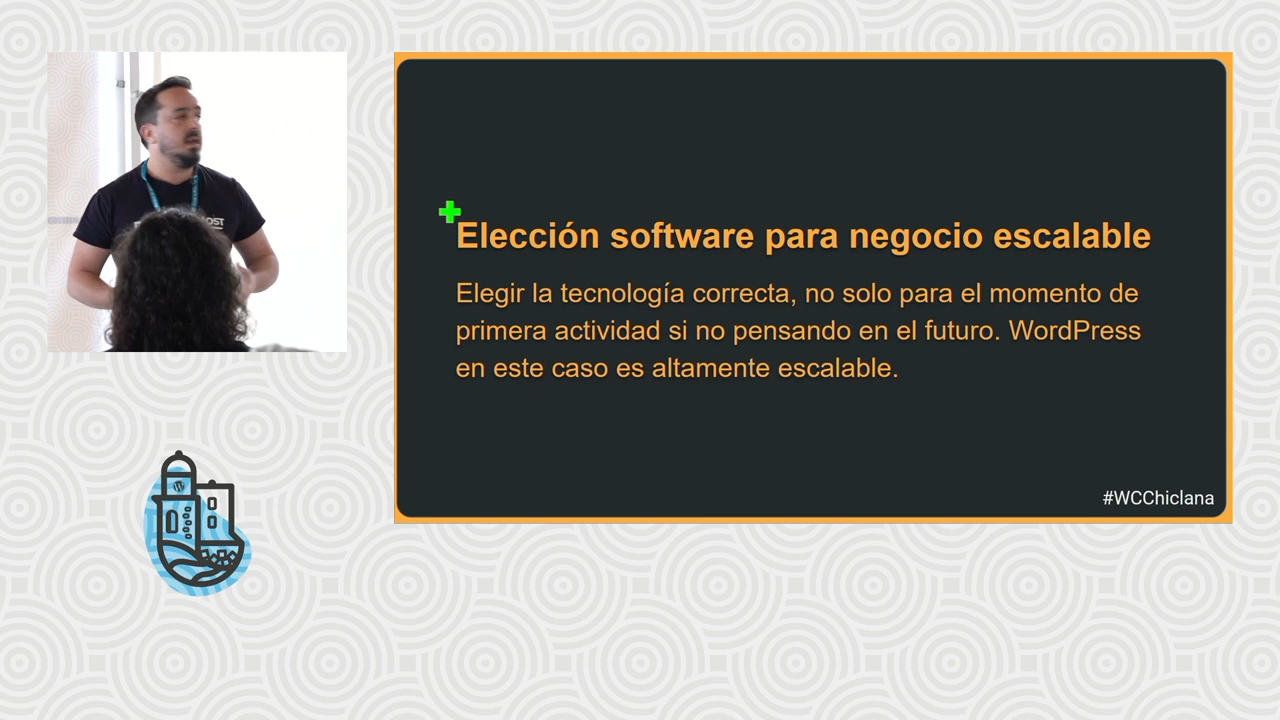 Elección software para negocio escalable
Elegir la tecnología correcta, no solo para el momento de
primera actividad si no pensando en el futuro. WordPress
en este caso es altamente escalable.
#WCChiclana